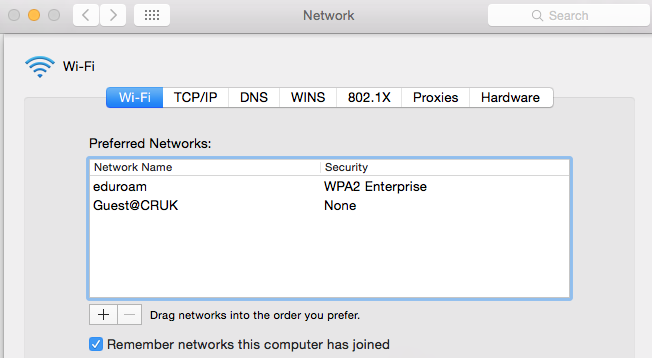 Network
Search
Wi-Fi
Wi-Fi TCP/IP DNS WINS 802.1X Proxies Hardware
Preferred Networks:
Network Name Security
eduroam WPA2 Enterprise
Guest@CRUK None
+ − Drag networks into the order you prefer.
Remember networks this computer has joined